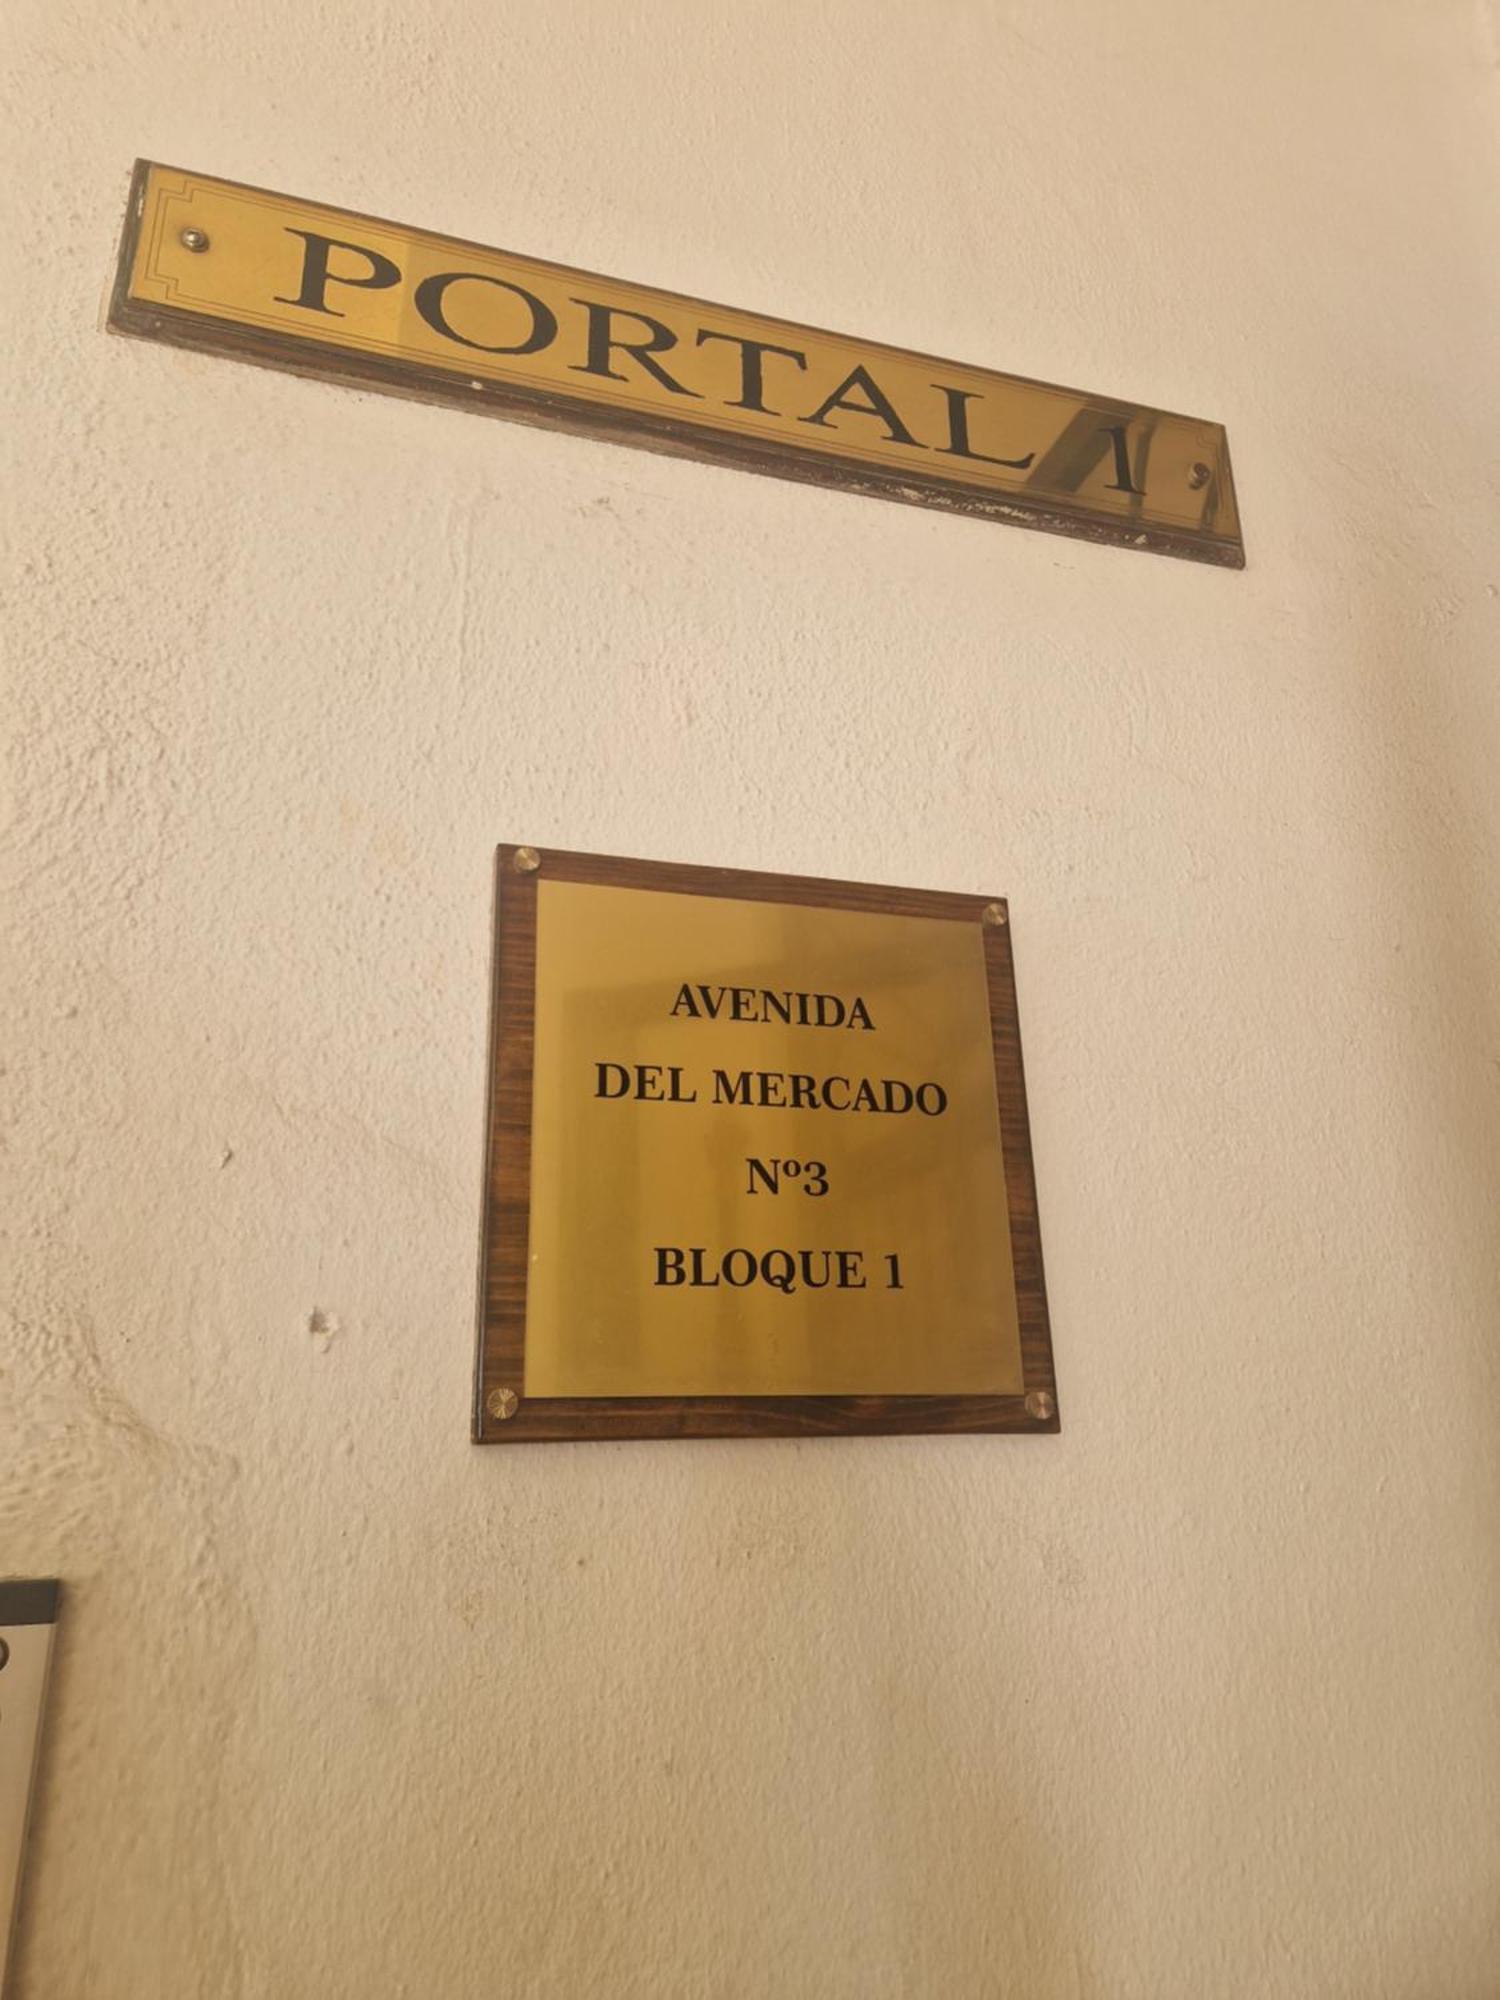 PORTAL 1
AVENIDA
DEL MERCADO
Nº3
BLOQUE 1